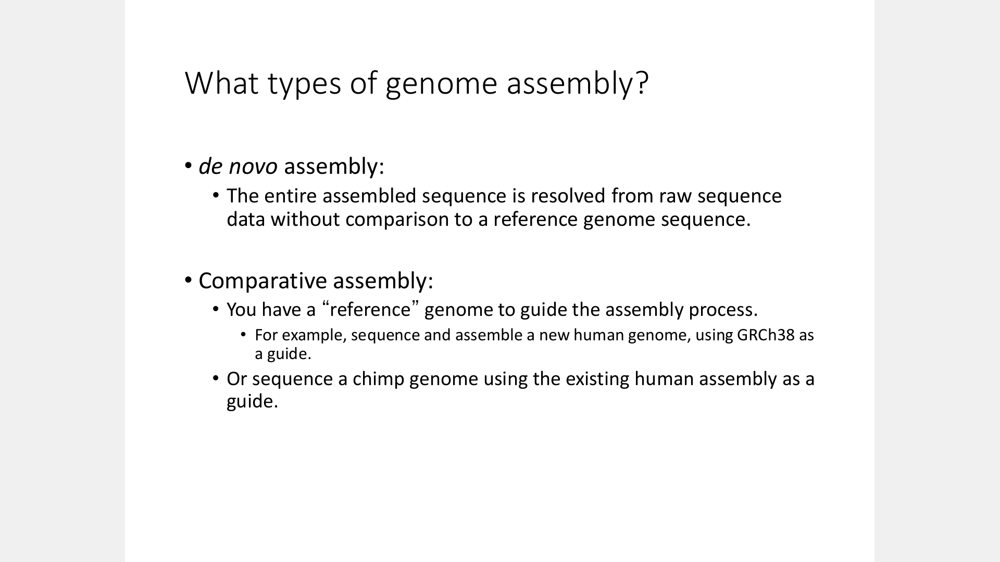 What types of genome assembly?
• de novo assembly:
• The entire assembled sequence is resolved from raw sequence
data without comparison to a reference genome sequence.
• Comparative assembly:
• You have a “reference” genome to guide the assembly process.
• For example, sequence and assemble a new human genome, using GRCh38 as
a guide.
• Or sequence a chimp genome using the existing human assembly as a
guide.